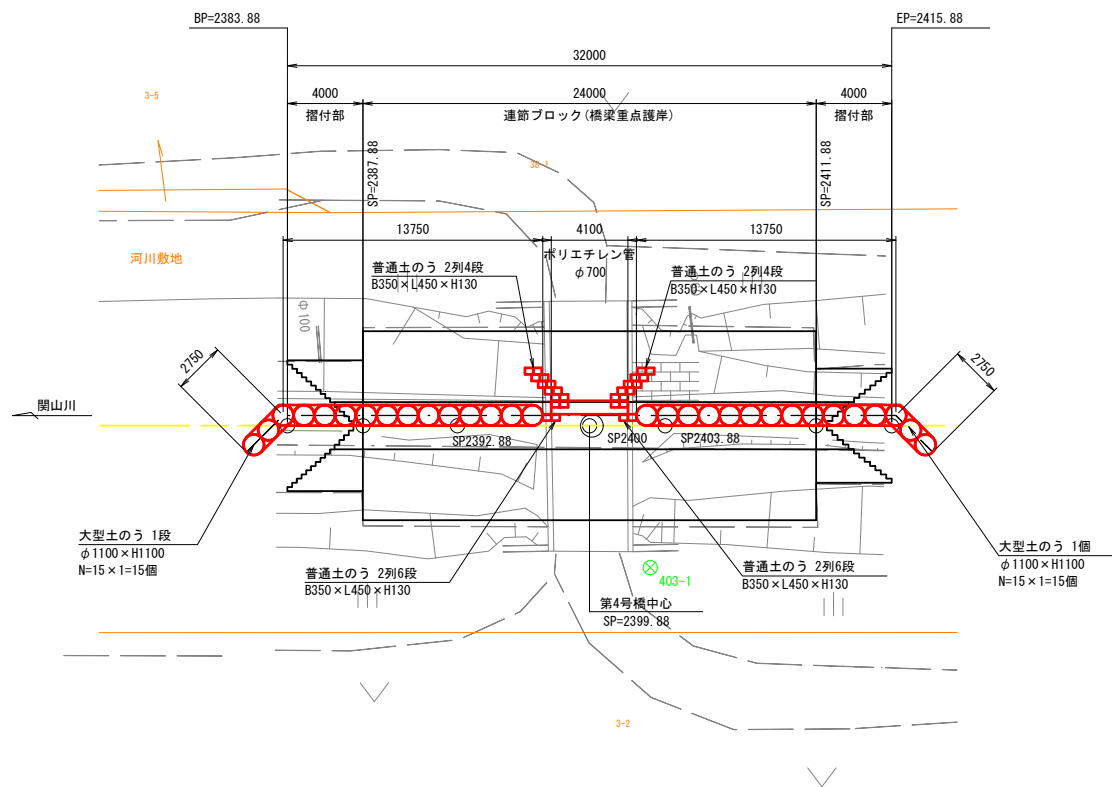 BP=2383.88
EP=2415.88
32000
4000
24000
4000
摺付部
連節ブロック(橋梁重点護岸)
摺付部
3-5
SP=2387.88
38-1
SP=2411.88
13750
4100
13750
河川敷地
ポリエチレン管
φ700
普通土のう 2列4段
B350×L450×H130
普通土のう 2列4段
B350×L450×H130
Φ100
2750
2750
関山川
SP2392.88
SP2400
SP2403.88
大型土のう 1段
φ1100×H1100
N=15×1=15個
大型土のう 1個
φ1100×H1100
N=15×1=15個
普通土のう 2列6段
B350×L450×H130
普通土のう 2列6段
B350×L450×H130
403-1
第4号橋中心
SP=2399.88
3-2